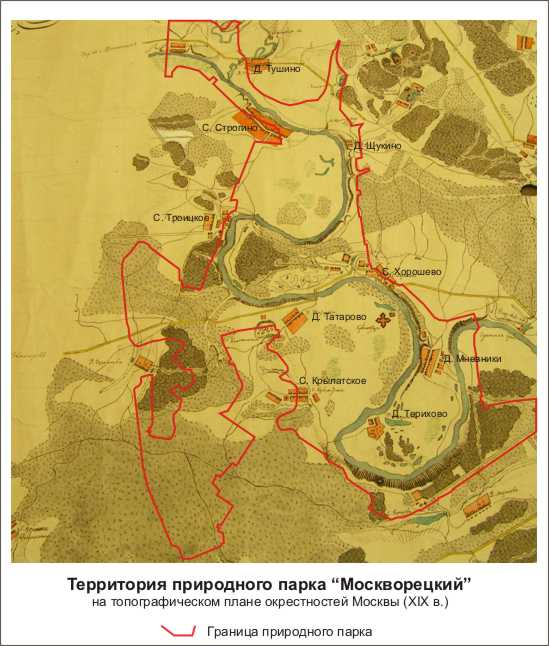 Д. Тушино
С. Строгино
Д. Щукино
С. Троицкое
С. Хорошево
Д. Татарово
Д. Мневники
С. Крылатское
Д. Терихово
Территория природного парка “Москворецкий”
на топографическом плане окрестностей Москвы (XIX в.)
Граница природного парка